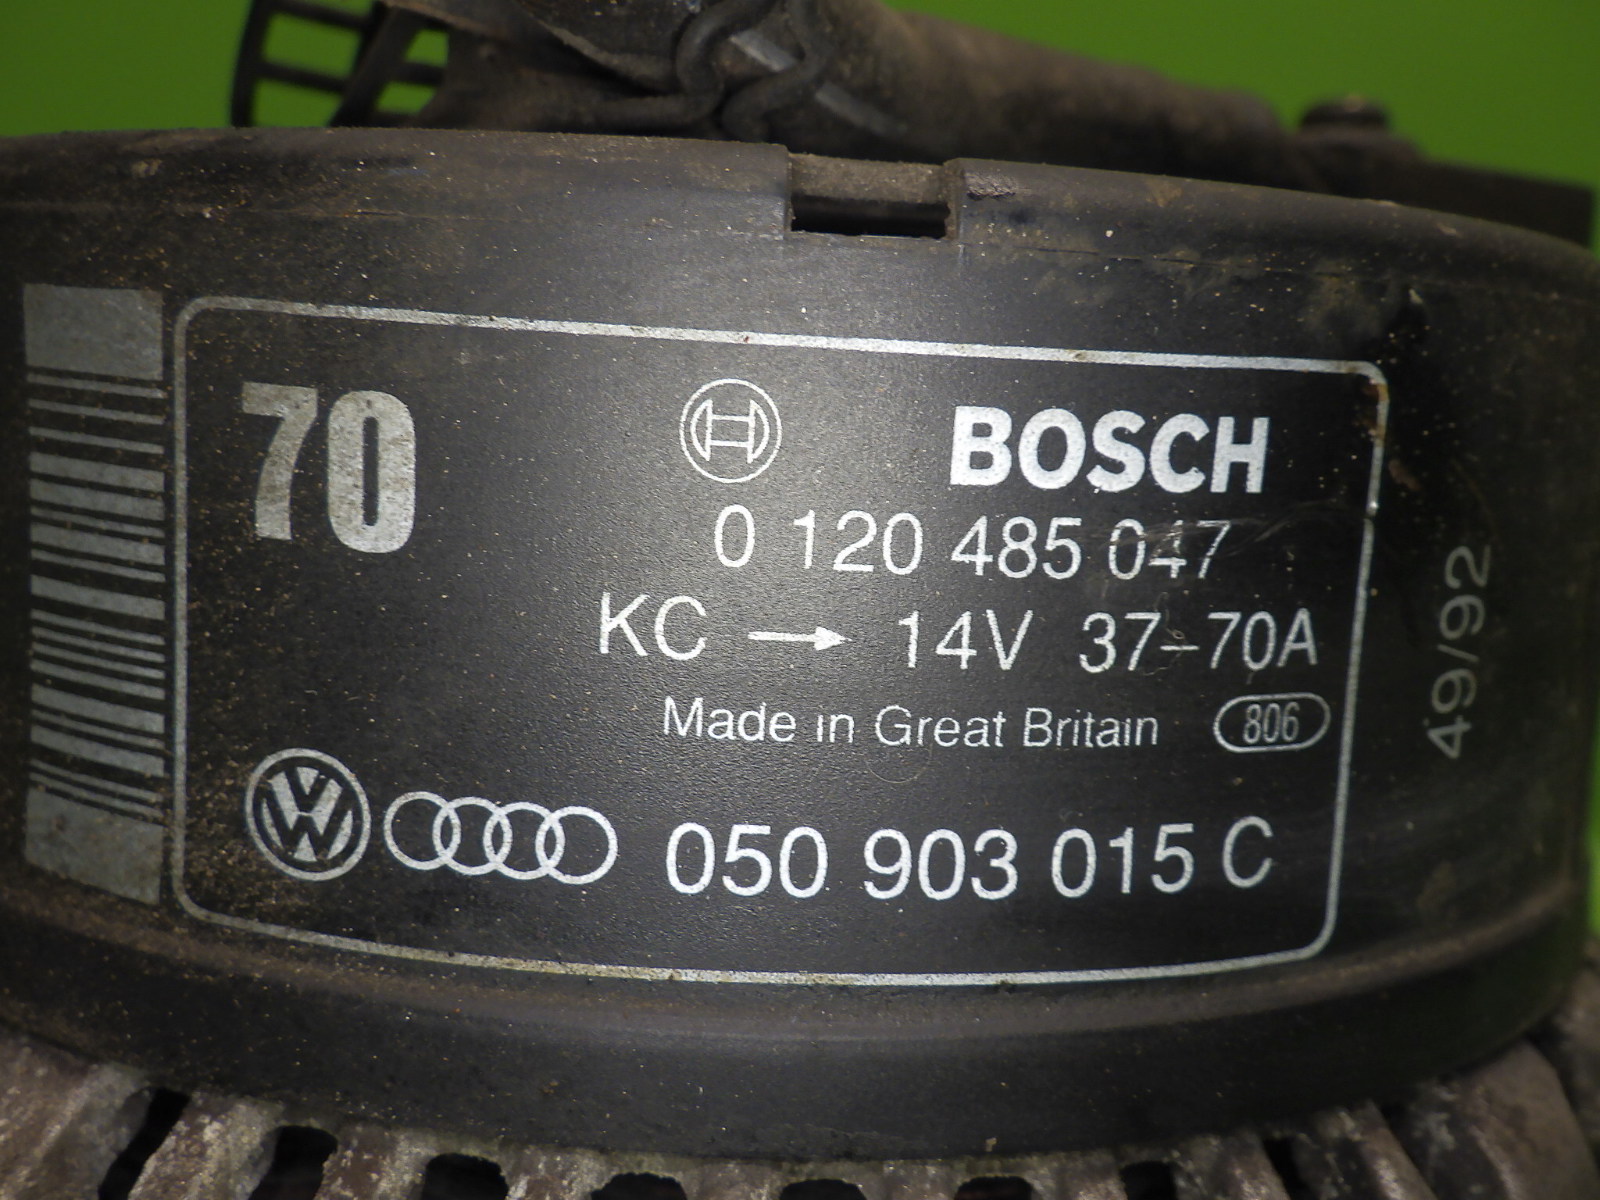 70
BOSCH
0 120 485 047
KC → 14V 37-70A
Made in Great Britain 806
050 903 015 C
49/92